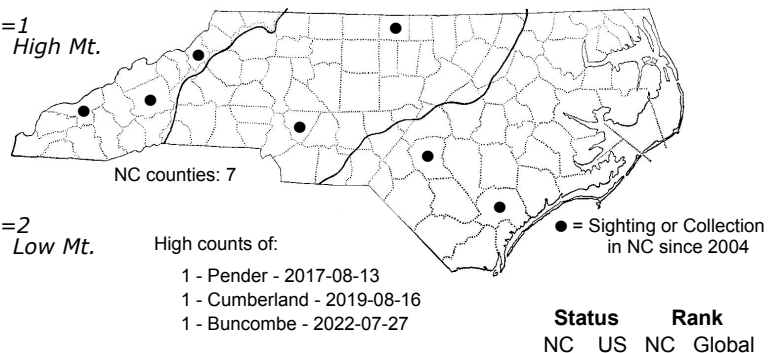 =1
High Mt.
NC counties: 7
=2
Low Mt.
High counts of:
1 - Pender - 2017-08-13
1 - Cumberland - 2019-08-16
1 - Buncombe - 2022-07-27
● = Sighting or Collection
in NC since 2004
Status Rank
NC US NC Global